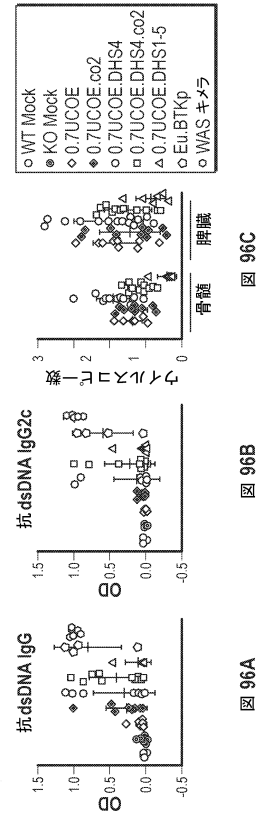 抗dsDNA IgG
OD
1.5
1.0
0.5
0.0
-0.5
図 96A
抗dsDNA IgG2c
OD
1.5
1.0
0.5
0.0
-0.5
図 96B
ウイルスコピー数
3
2
1
0
骨髄
脾臓
図 96C
WT Mock
KO Mock
0.7UCOE
0.7UCOE.co2
0.7UCOE.DHS4
0.7UCOE.DHS4.co2
0.7UCOE.DHS1-5
Eu.BTKp
WAS キメラ